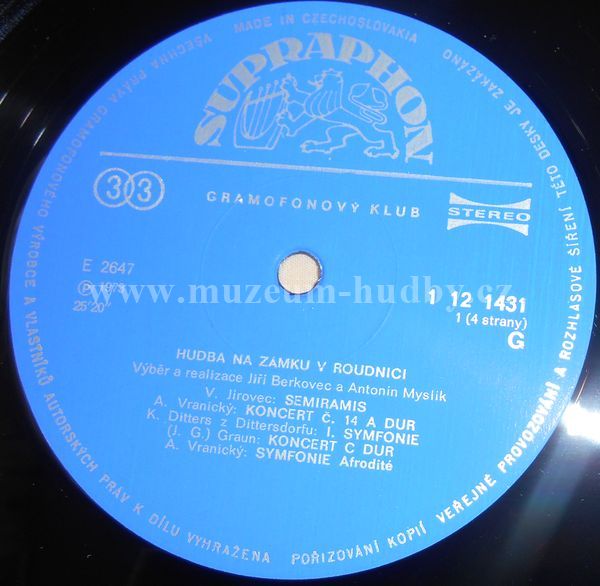 VŠECHNA PRÁVA GRAMOFONOVÉHO VÝROBCE A VLASTNÍKŮ AUTORSKÝCH PRÁV K DÍLU VYHRAŽENA POŘIZOVÁNÍ KOPIÍ VEŘEJNÉ PROVOZOVÁNÍ A ROZHLASOVÉ ŠÍŘENÍ TÉTO DESKY JE ZAKÁZÁNO
MADE IN CZECHOSLOVAKIA
SUPRAPHON
33
GRAMOFONOVÝ KLUB
STEREO
E 2647
Ⓟ 1973
25'20"
www.muzeum-hudby.cz
1 12 1431
1 (4 strany)
G
HUDBA NA ZÁMKU V ROUDNICI
Výběr a realizace Jiří Berkovec a Antonín Myslík
V. Jírovec: SEMIRAMIS
A. Vranický: KONCERT Č. 14 A DUR
K. Ditters z Dittersdorfu: I. SYMFONIE
(J. G.) Graun: KONCERT C DUR
A. Vranický: SYMFONIE Afrodité